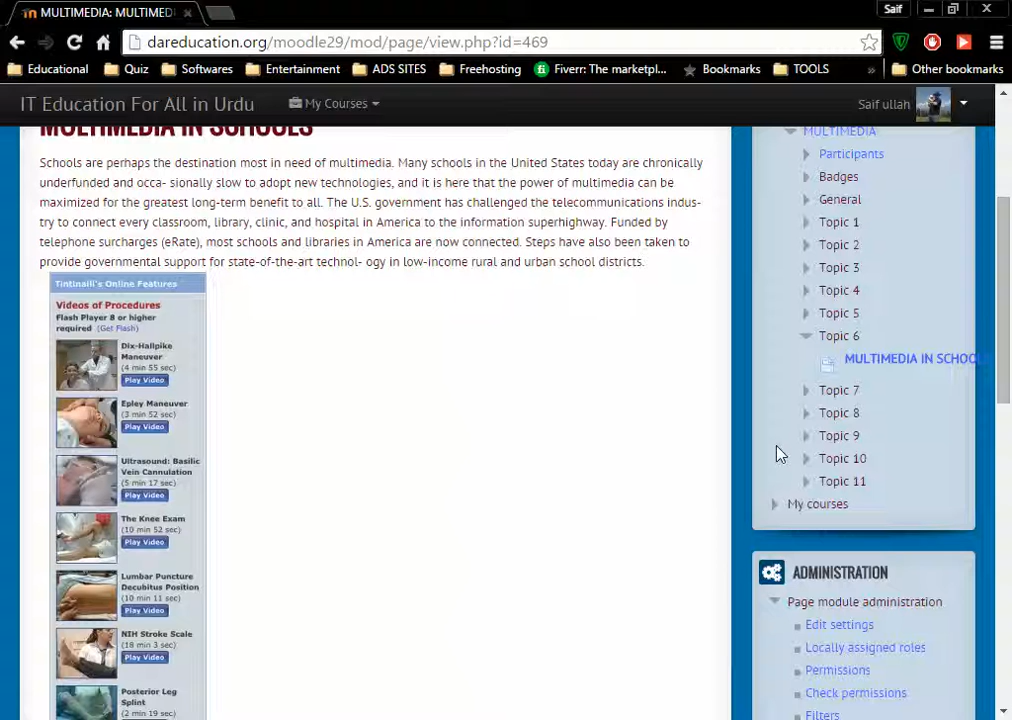 MULTIMEDIA: MULTIMED
Saif
dareducation.org/moodle29/mod/page/view.php?id=469
Educational Quiz Softwares Entertainment ADS SITES Freehosting Fiverr: The marketpl... Bookmarks TOOLS » Other bookmarks
IT Education For All in Urdu My Courses Saif ullah
MULTIMEDIA IN SCHOOLS
Schools are perhaps the destination most in need of multimedia. Many schools in the United States today are chronically
underfunded and occa- sionally slow to adopt new technologies, and it is here that the power of multimedia can be
maximized for the greatest long-term benefit to all. The U.S. government has challenged the telecommunications indus-
try to connect every classroom, library, clinic, and hospital in America to the information superhighway. Funded by
telephone surcharges (eRate), most schools and libraries in America are now connected. Steps have also been taken to
provide governmental support for state-of-the-art technol- ogy in low-income rural and urban school districts.
Tintinalli's Online Features
Videos of Procedures
Flash Player 8 or higher
required (Get Flash)
Dix-Hallpike
Maneuver
(4 min 55 sec)
Play Video
Epley Maneuver
(3 min 52 sec)
Play Video
Ultrasound: Basilic
Vein Cannulation
(5 min 17 sec)
Play Video
The Knee Exam
(10 min 52 sec)
Play Video
Lumbar Puncture
Decubitus Position
(10 min 11 sec)
Play Video
NIH Stroke Scale
(18 min 3 sec)
Play Video
Posterior Leg
Splint
(2 min 19 sec)
MULTIMEDIA
Participants
Badges
General
Topic 1
Topic 2
Topic 3
Topic 4
Topic 5
Topic 6
MULTIMEDIA IN SCHOOLS
Topic 7
Topic 8
Topic 9
Topic 10
Topic 11
My courses
ADMINISTRATION
Page module administration
Edit settings
Locally assigned roles
Permissions
Check permissions
Filters